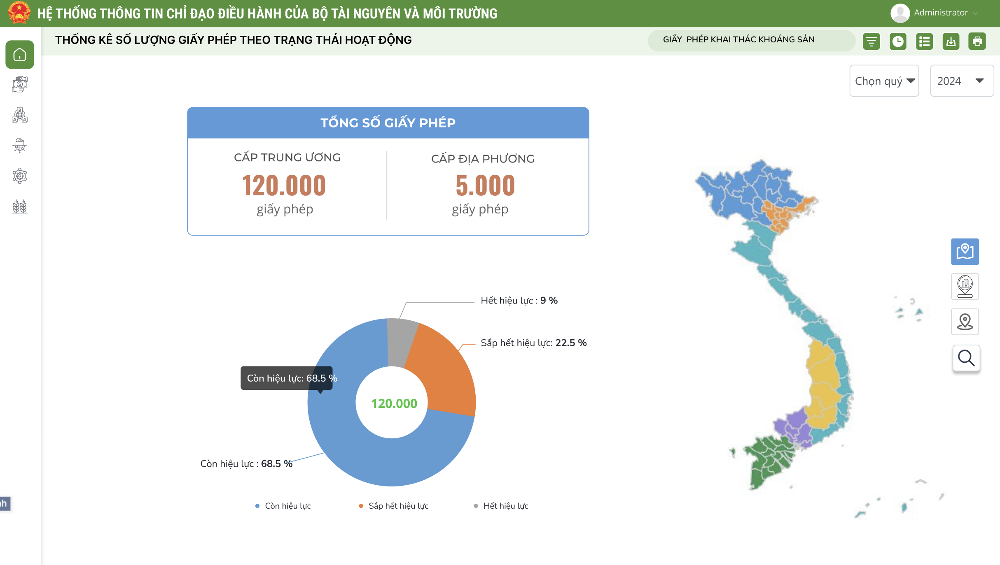 HỆ THỐNG THÔNG TIN CHỈ ĐẠO ĐIỀU HÀNH CỦA BỘ TÀI NGUYÊN VÀ MÔI TRƯỜNG
Administrator
THỐNG KÊ SỐ LƯỢNG GIẤY PHÉP THEO TRẠNG THÁI HOẠT ĐỘNG
GIẤY PHÉP KHAI THÁC KHOÁNG SẢN
Chọn quý
2024
TỔNG SỐ GIẤY PHÉP
CẤP TRUNG ƯƠNG
120.000
giấy phép
CẤP ĐỊA PHƯƠNG
5.000
giấy phép
Hết hiệu lực : 9 %
Sắp hết hiệu lực: 22.5 %
Còn hiệu lực: 68.5 %
120.000
Còn hiệu lực : 68.5 %
Còn hiệu lực
Sắp hết hiệu lực
Hết hiệu lực